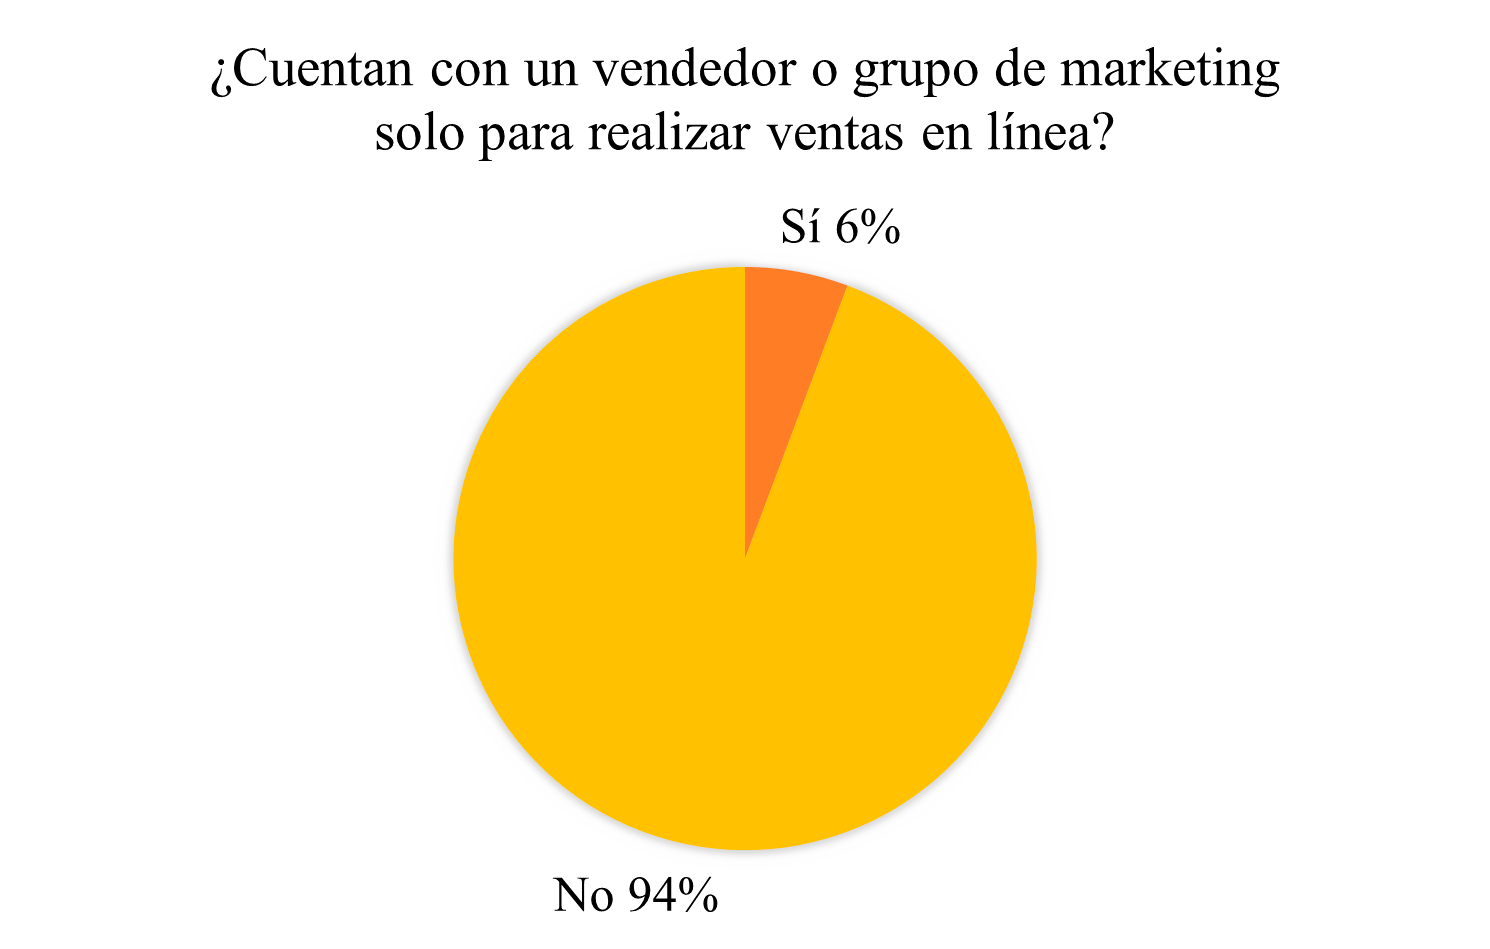 ¿Cuentan con un vendedor o grupo de marketing
solo para realizar ventas en línea?
Sí 6%
No 94%